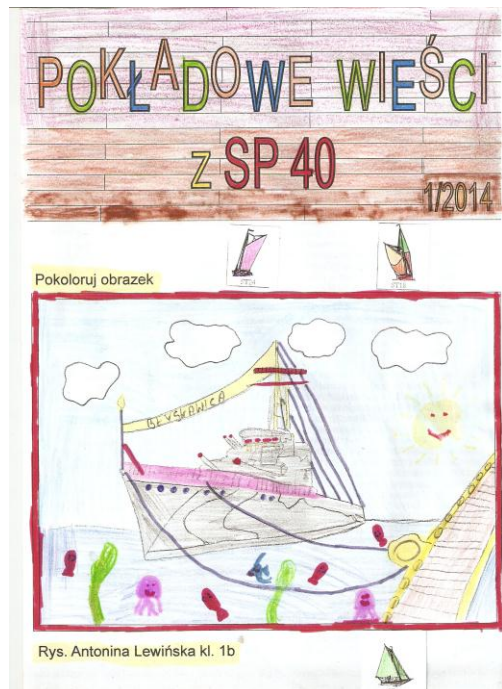 POKŁADOWE WIEŚCI
z SP 40
1/2014
Pokoloruj obrazek
BŁYSKAWICA
Rys. Antonina Lewińska kl. 1b